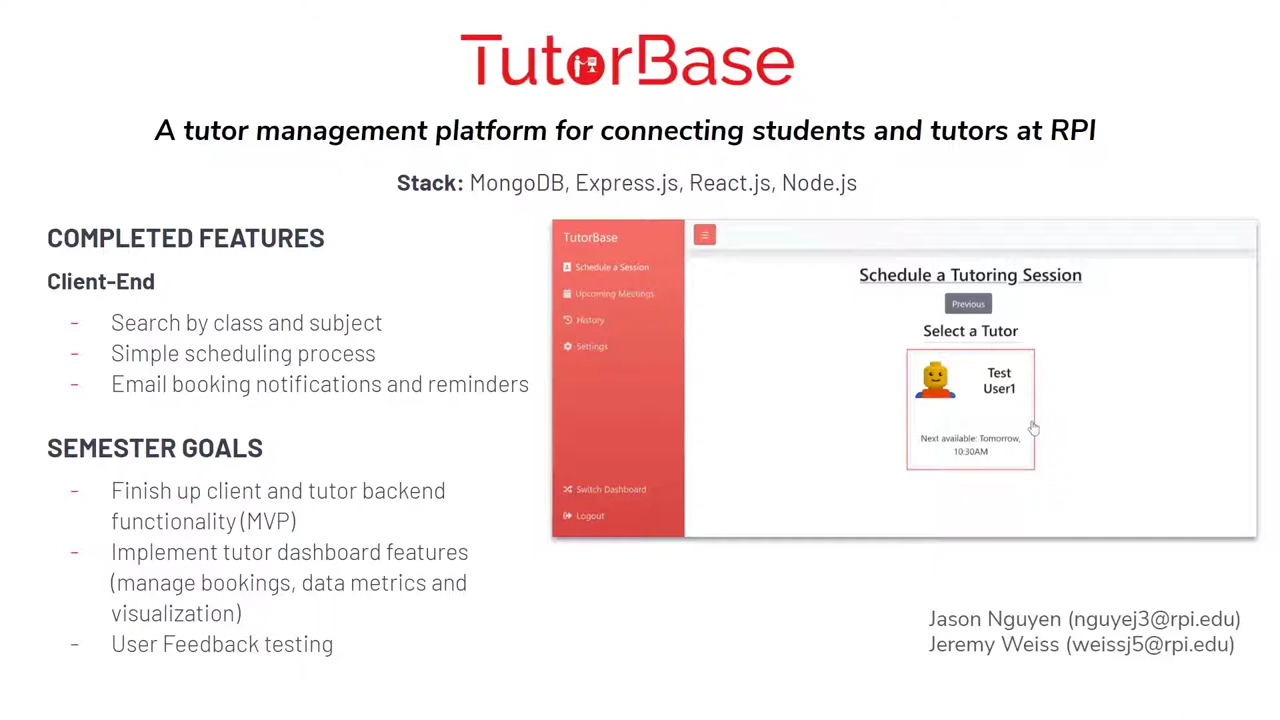 TutorBase
A tutor management platform for connecting students and tutors at RPI
Stack: MongoDB, Express.js, React.js, Node.js
COMPLETED FEATURES
Client-End
- Search by class and subject
- Simple scheduling process
- Email booking notifications and reminders
SEMESTER GOALS
- Finish up client and tutor backend
functionality (MVP)
- Implement tutor dashboard features
(manage bookings, data metrics and
visualization)
- User Feedback testing
TutorBase
Schedule a Session
Upcoming Meetings
History
Settings
Switch Dashboard
Logout
Schedule a Tutoring Session
Previous
Select a Tutor
Test
User1
Next available: Tomorrow,
10:30AM
Jason Nguyen (nguyej3@rpi.edu)
Jeremy Weiss (weissj5@rpi.edu)